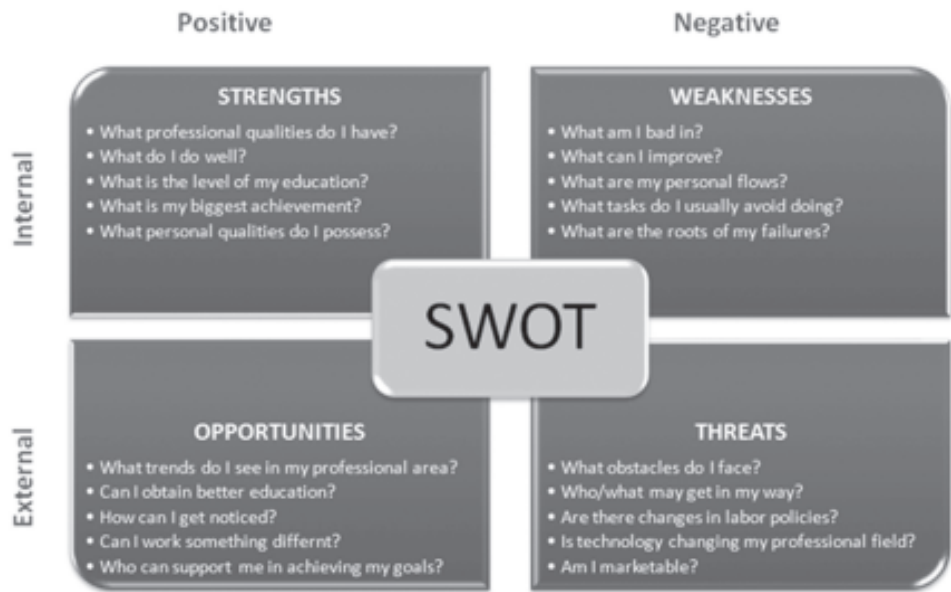 Positive
Negative
Internal
STRENGTHS
• What professional qualities do I have?
• What do I do well?
• What is the level of my education?
• What is my biggest achievement?
• What personal qualities do I possess?
WEAKNESSES
• What am I bad in?
• What can I improve?
• What are my personal flows?
• What tasks do I usually avoid doing?
• What are the roots of my failures?
SWOT
External
OPPORTUNITIES
• What trends do I see in my professional area?
• Can I obtain better education?
• How can I get noticed?
• Can I work something differnt?
• Who can support me in achieving my goals?
THREATS
• What obstacles do I face?
• Who/what may get in my way?
• Are there changes in labor policies?
• Is technology changing my professional field?
• Am I marketable?